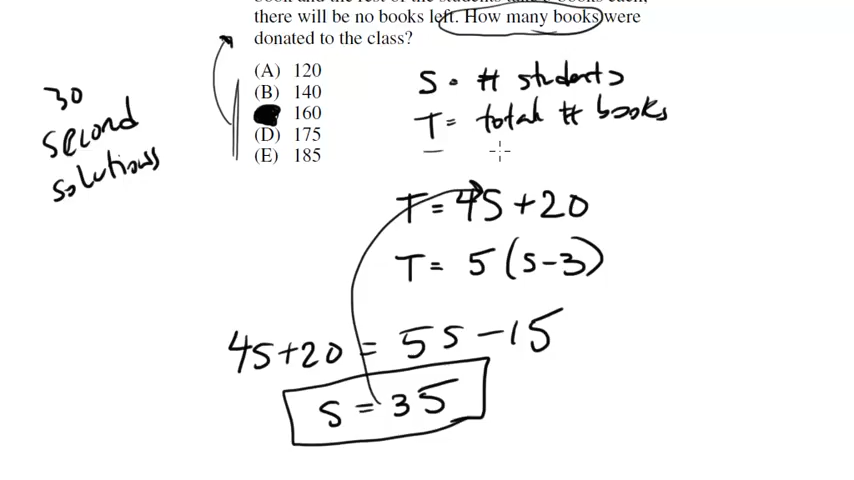 there will be no books left. How many books were
donated to the class?
(A) 120
(B) 140
160
(D) 175
(E) 185
30
second
solutions
S = # students
T = total # books
T = 4S + 20
T = 5(S-3)
4S+20 = 5S - 15
S = 35